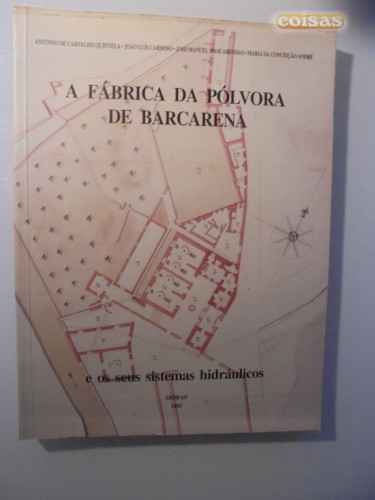 coisas
ANTÓNIO DE CARVALHO QUINTELA • JOÃO LUÍS CARDOSO • JOSÉ MANUEL MASCARENHAS • MARIA DA CONCEIÇÃO ANDRÉ
A FÁBRICA DA PÓLVORA
DE BARCARENA
e os seus sistemas hidráulicos
OEIRAS
1995